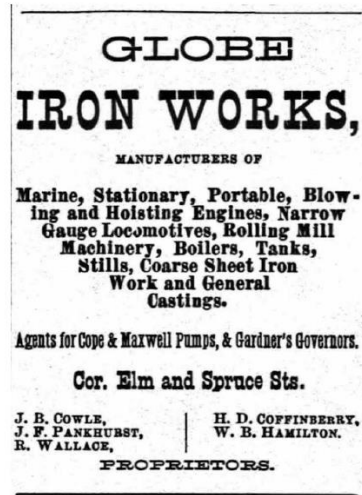 GLOBE
IRON WORKS,
MANUFACTURERS OF
Marine, Stationary, Portable, Blow-
ing and Hoisting Engines, Narrow
Gauge Locomotives, Rolling Mill
Machinery, Boilers, Tanks,
Stills, Coarse Sheet Iron
Work and General
Castings.
Agents for Cope & Maxwell Pumps, & Gardner's Governors.
Cor. Elm and Spruce Sts.
J. B. COWLE,
J. F. PANKHURST,
R. WALLACE,
H. D. COFFINBERRY,
W. B. HAMILTON.
PROPRIETORS.